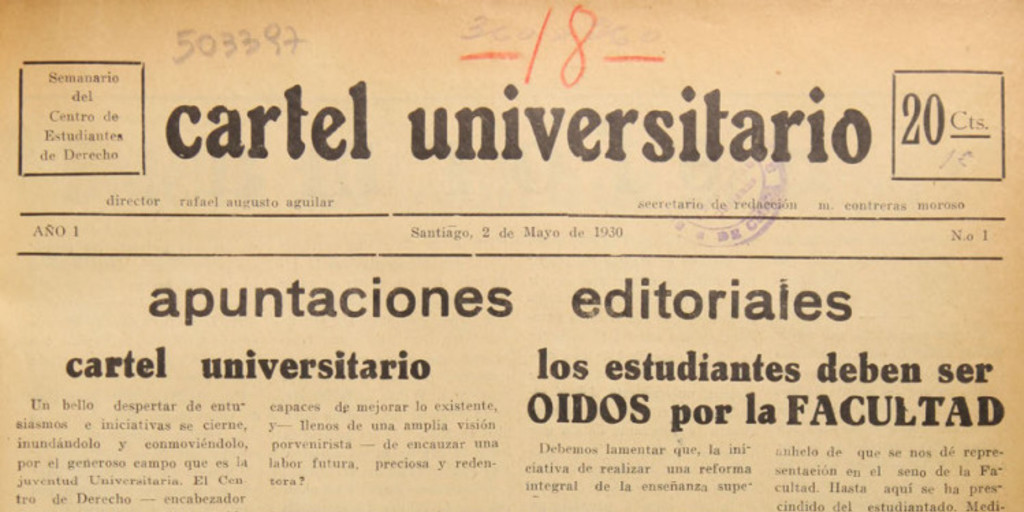 503397
18
Semanario
del
Centro de
Estudiantes
de Derecho
cartel universitario
20 Cts.
director rafael augusto aguilar
secretario de redacción m. contreras moroso
AÑO 1
Santiago, 2 de Mayo de 1930
N.o 1
apuntaciones editoriales
cartel universitario
Un bello despertar de entu-
siasmos e iniciativas se cierne,
inundándolo y conmoviéndolo,
por el generoso campo que es la
juventud Universitaria. El Cen
tro de Derecho — encabezador
capaces de mejorar lo existente,
y— llenos de una amplia visión
porvenirista — de encauzar una
labor futura, preciosa y reden-
tora?
los estudiantes deben ser
OIDOS por la FACULTAD
Debemos lamentar que, la ini-
ciativa de realizar una reforma
integral de la enseñanza supe-
anhelo de que se nos dé repre-
sentación en el seno de la Fa-
cultad. Hasta aquí se ha pres-
cindido del estudiantado. Medi-